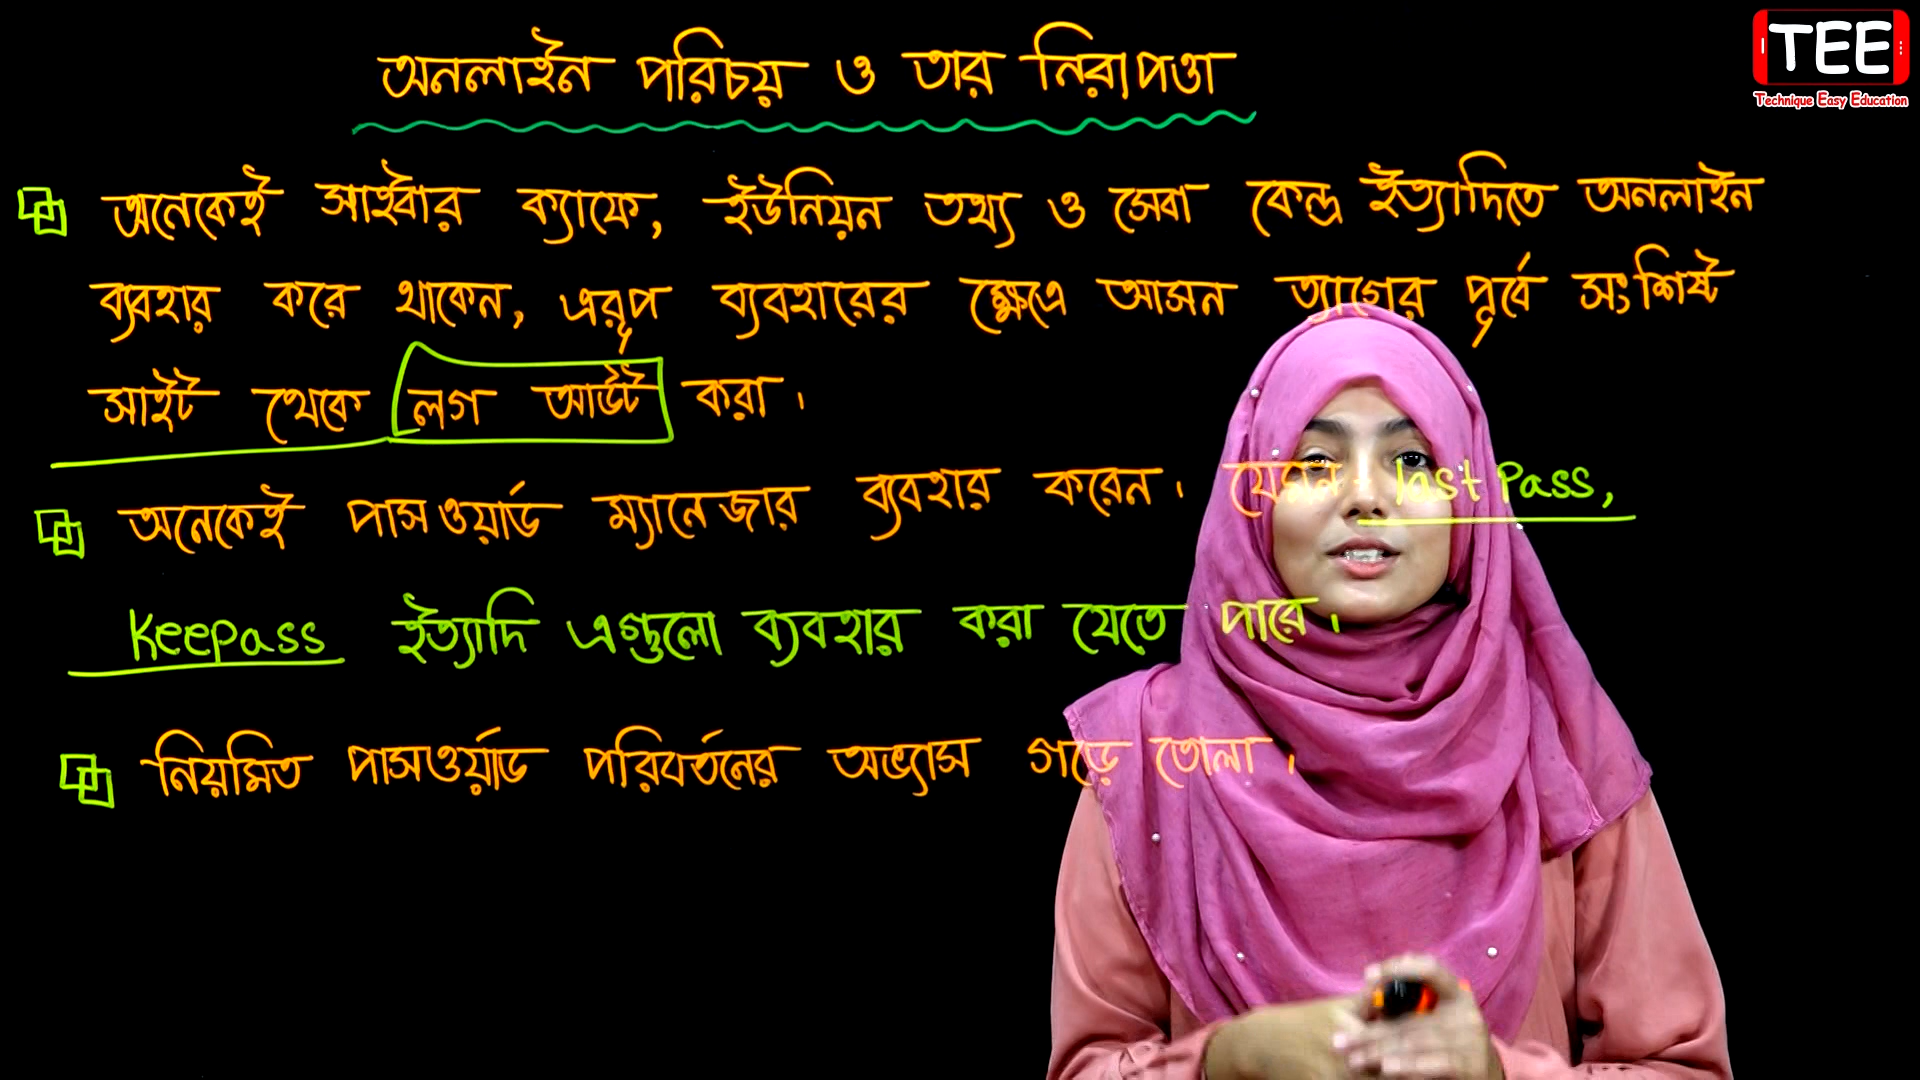 TEE
Technique Easy Education
অনলাইন পরিচয় ও তার নিরাপত্তা
অনেকেই সাইবার ক্যাফে, ইউনিয়ন তথ্য ও সেবা কেন্দ্র ইত্যাদিতে অনলাইন
ব্যবহার করে থাকেন, এরূপ ব্যবহারের ক্ষেত্রে আসন ত্যাগের পূর্বে সংশিষ্ট
সাইট থেকে লগ আউট করা।
অনেকেই পাসওয়ার্ড ম্যানেজার ব্যবহার করেন। যেমন- last Pass,
Keepass ইত্যাদি এগুলো ব্যবহার করা যেতে পারে।
নিয়মিত পাসওয়ার্ড পরিবর্তনের অভ্যাস গড়ে তোলা।